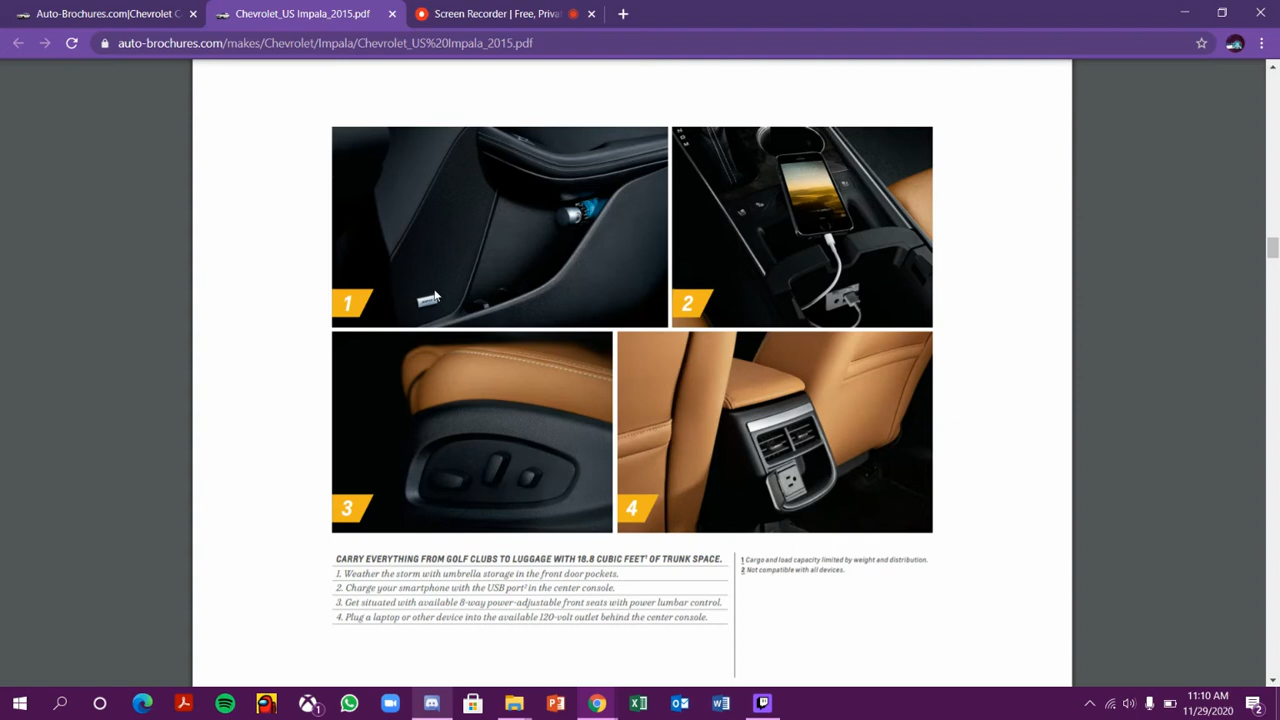 Auto-Brochures.com|Chevrolet C
Chevrolet_US Impala_2015.pdf
Screen Recorder | Free, Priva
auto-brochures.com/makes/Chevrolet/Impala/Chevrolet_US%20Impala_2015.pdf
1
2
3
4
CARRY EVERYTHING FROM GOLF CLUBS TO LUGGAGE WITH 18.8 CUBIC FEET¹ OF TRUNK SPACE.
1. Weather the storm with umbrella storage in the front door pockets.
2. Charge your smartphone with the USB port² in the center console.
3. Get situated with available 8-way power-adjustable front seats with power lumbar control.
4. Plug a laptop or other device into the available 120-volt outlet behind the center console.
1 Cargo and load capacity limited by weight and distribution.
2 Not compatible with all devices.
11:10 AM
11/29/2020
2